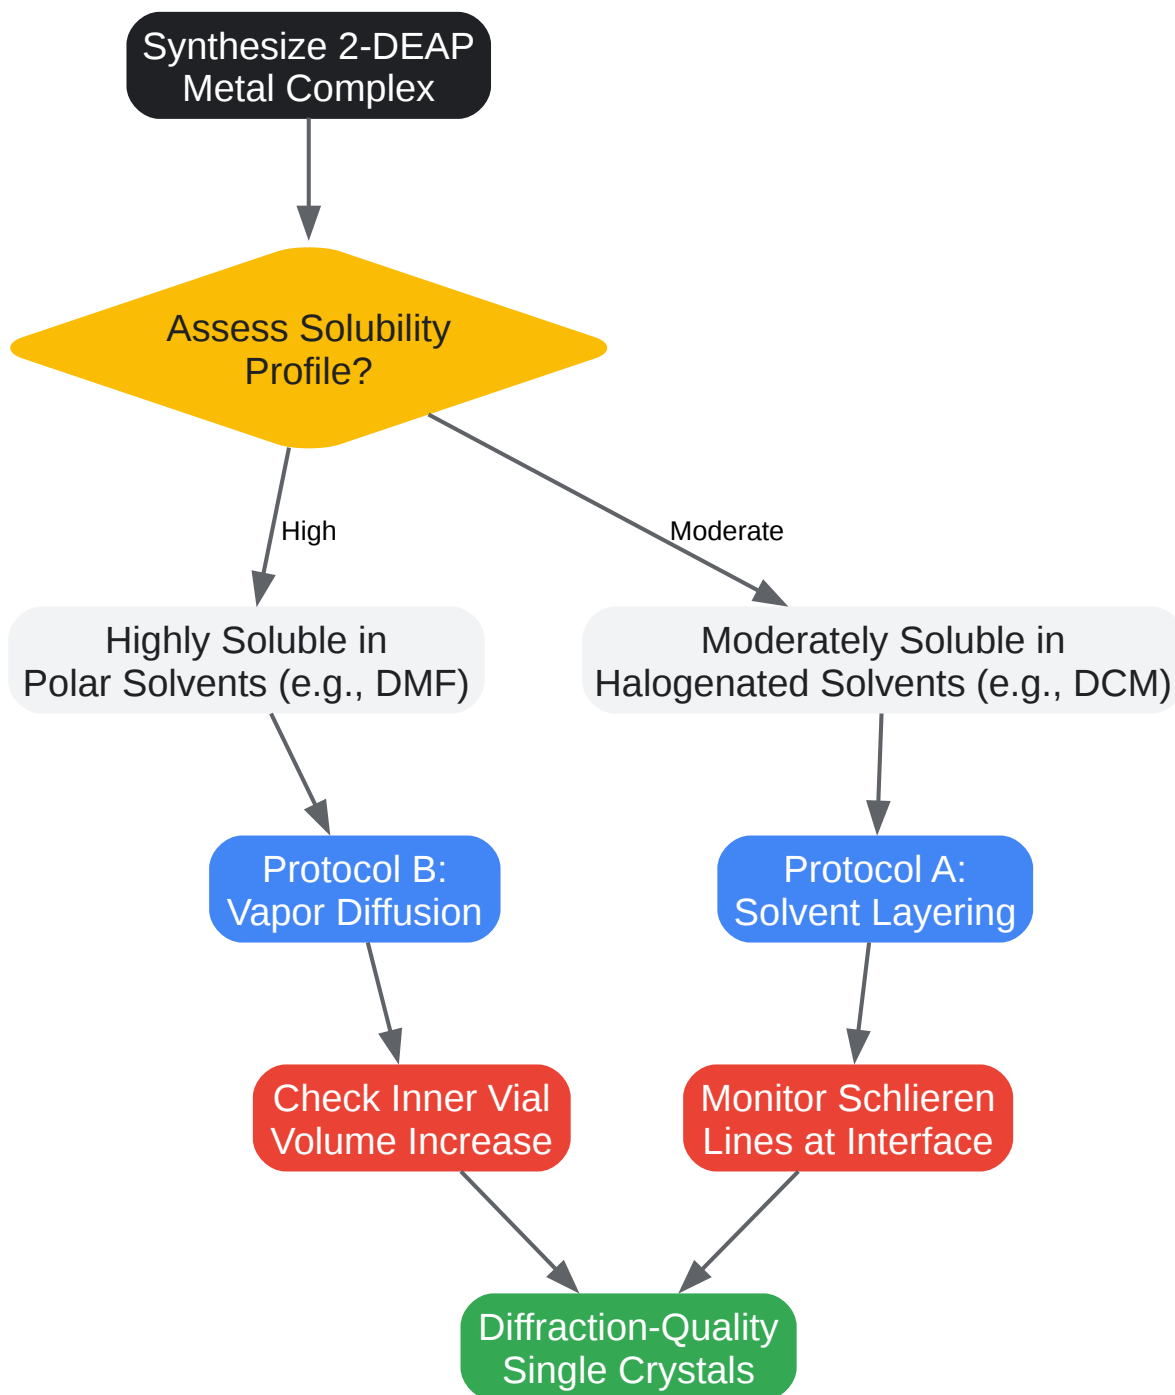 Synthesize 2-DEAP
Metal Complex
Assess Solubility
Profile?
High
Moderate
Highly Soluble in
Polar Solvents (e.g., DMF)
Moderately Soluble in
Halogenated Solvents (e.g., DCM)
Protocol B:
Vapor Diffusion
Protocol A:
Solvent Layering
Check Inner Vial
Volume Increase
Monitor Schlieren
Lines at Interface
Diffraction-Quality
Single Crystals